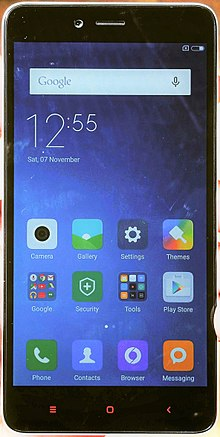 Google
12:55
Sat, 07 November
Camera Gallery Settings Themes
Google Security Tools Play Store
Phone Contacts Browser Messaging